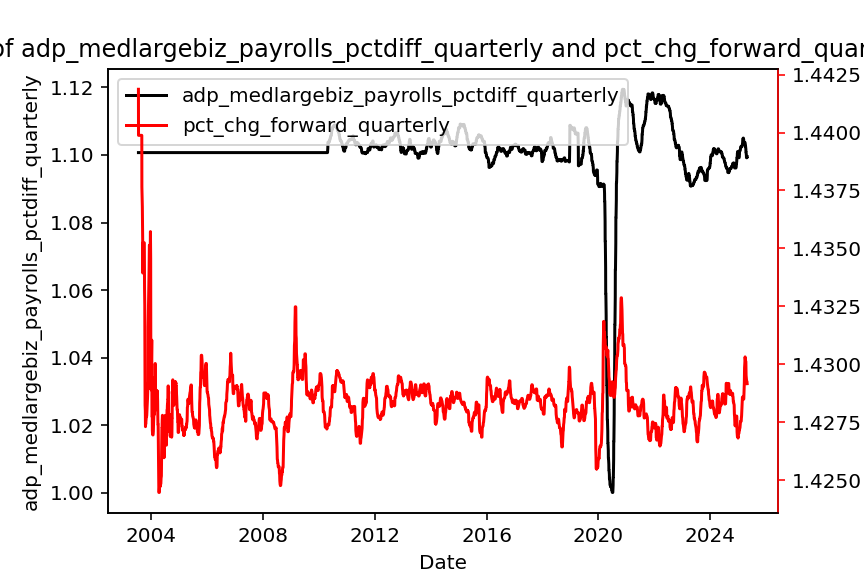 of adp_medlargebiz_payrolls_pctdiff_quarterly and pct_chg_forward_quar
adp_medlargebiz_payrolls_pctdiff_quarterly
pct_chg_forward_quarterly
adp_medlargebiz_payrolls_pctdiff_quarterly
1.12
1.10
1.08
1.06
1.04
1.02
1.00
1.4425
1.4400
1.4375
1.4350
1.4325
1.4300
1.4275
1.4250
2004 2008 2012 2016 2020 2024
Date